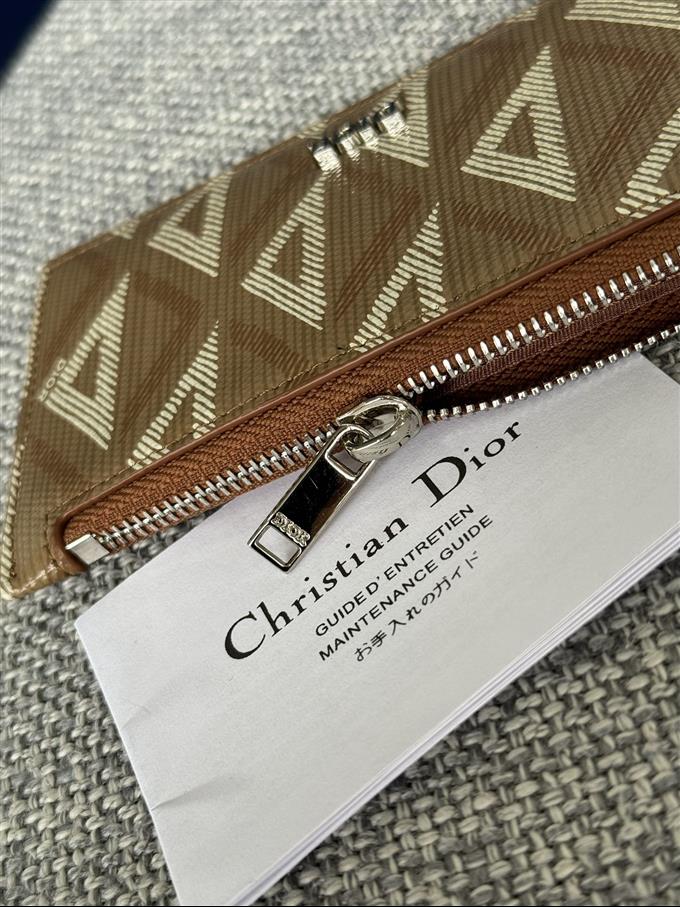 Christian Dior
GUIDE D' ENTRETIEN
MAINTENANCE GUIDE
お手入れのガイド